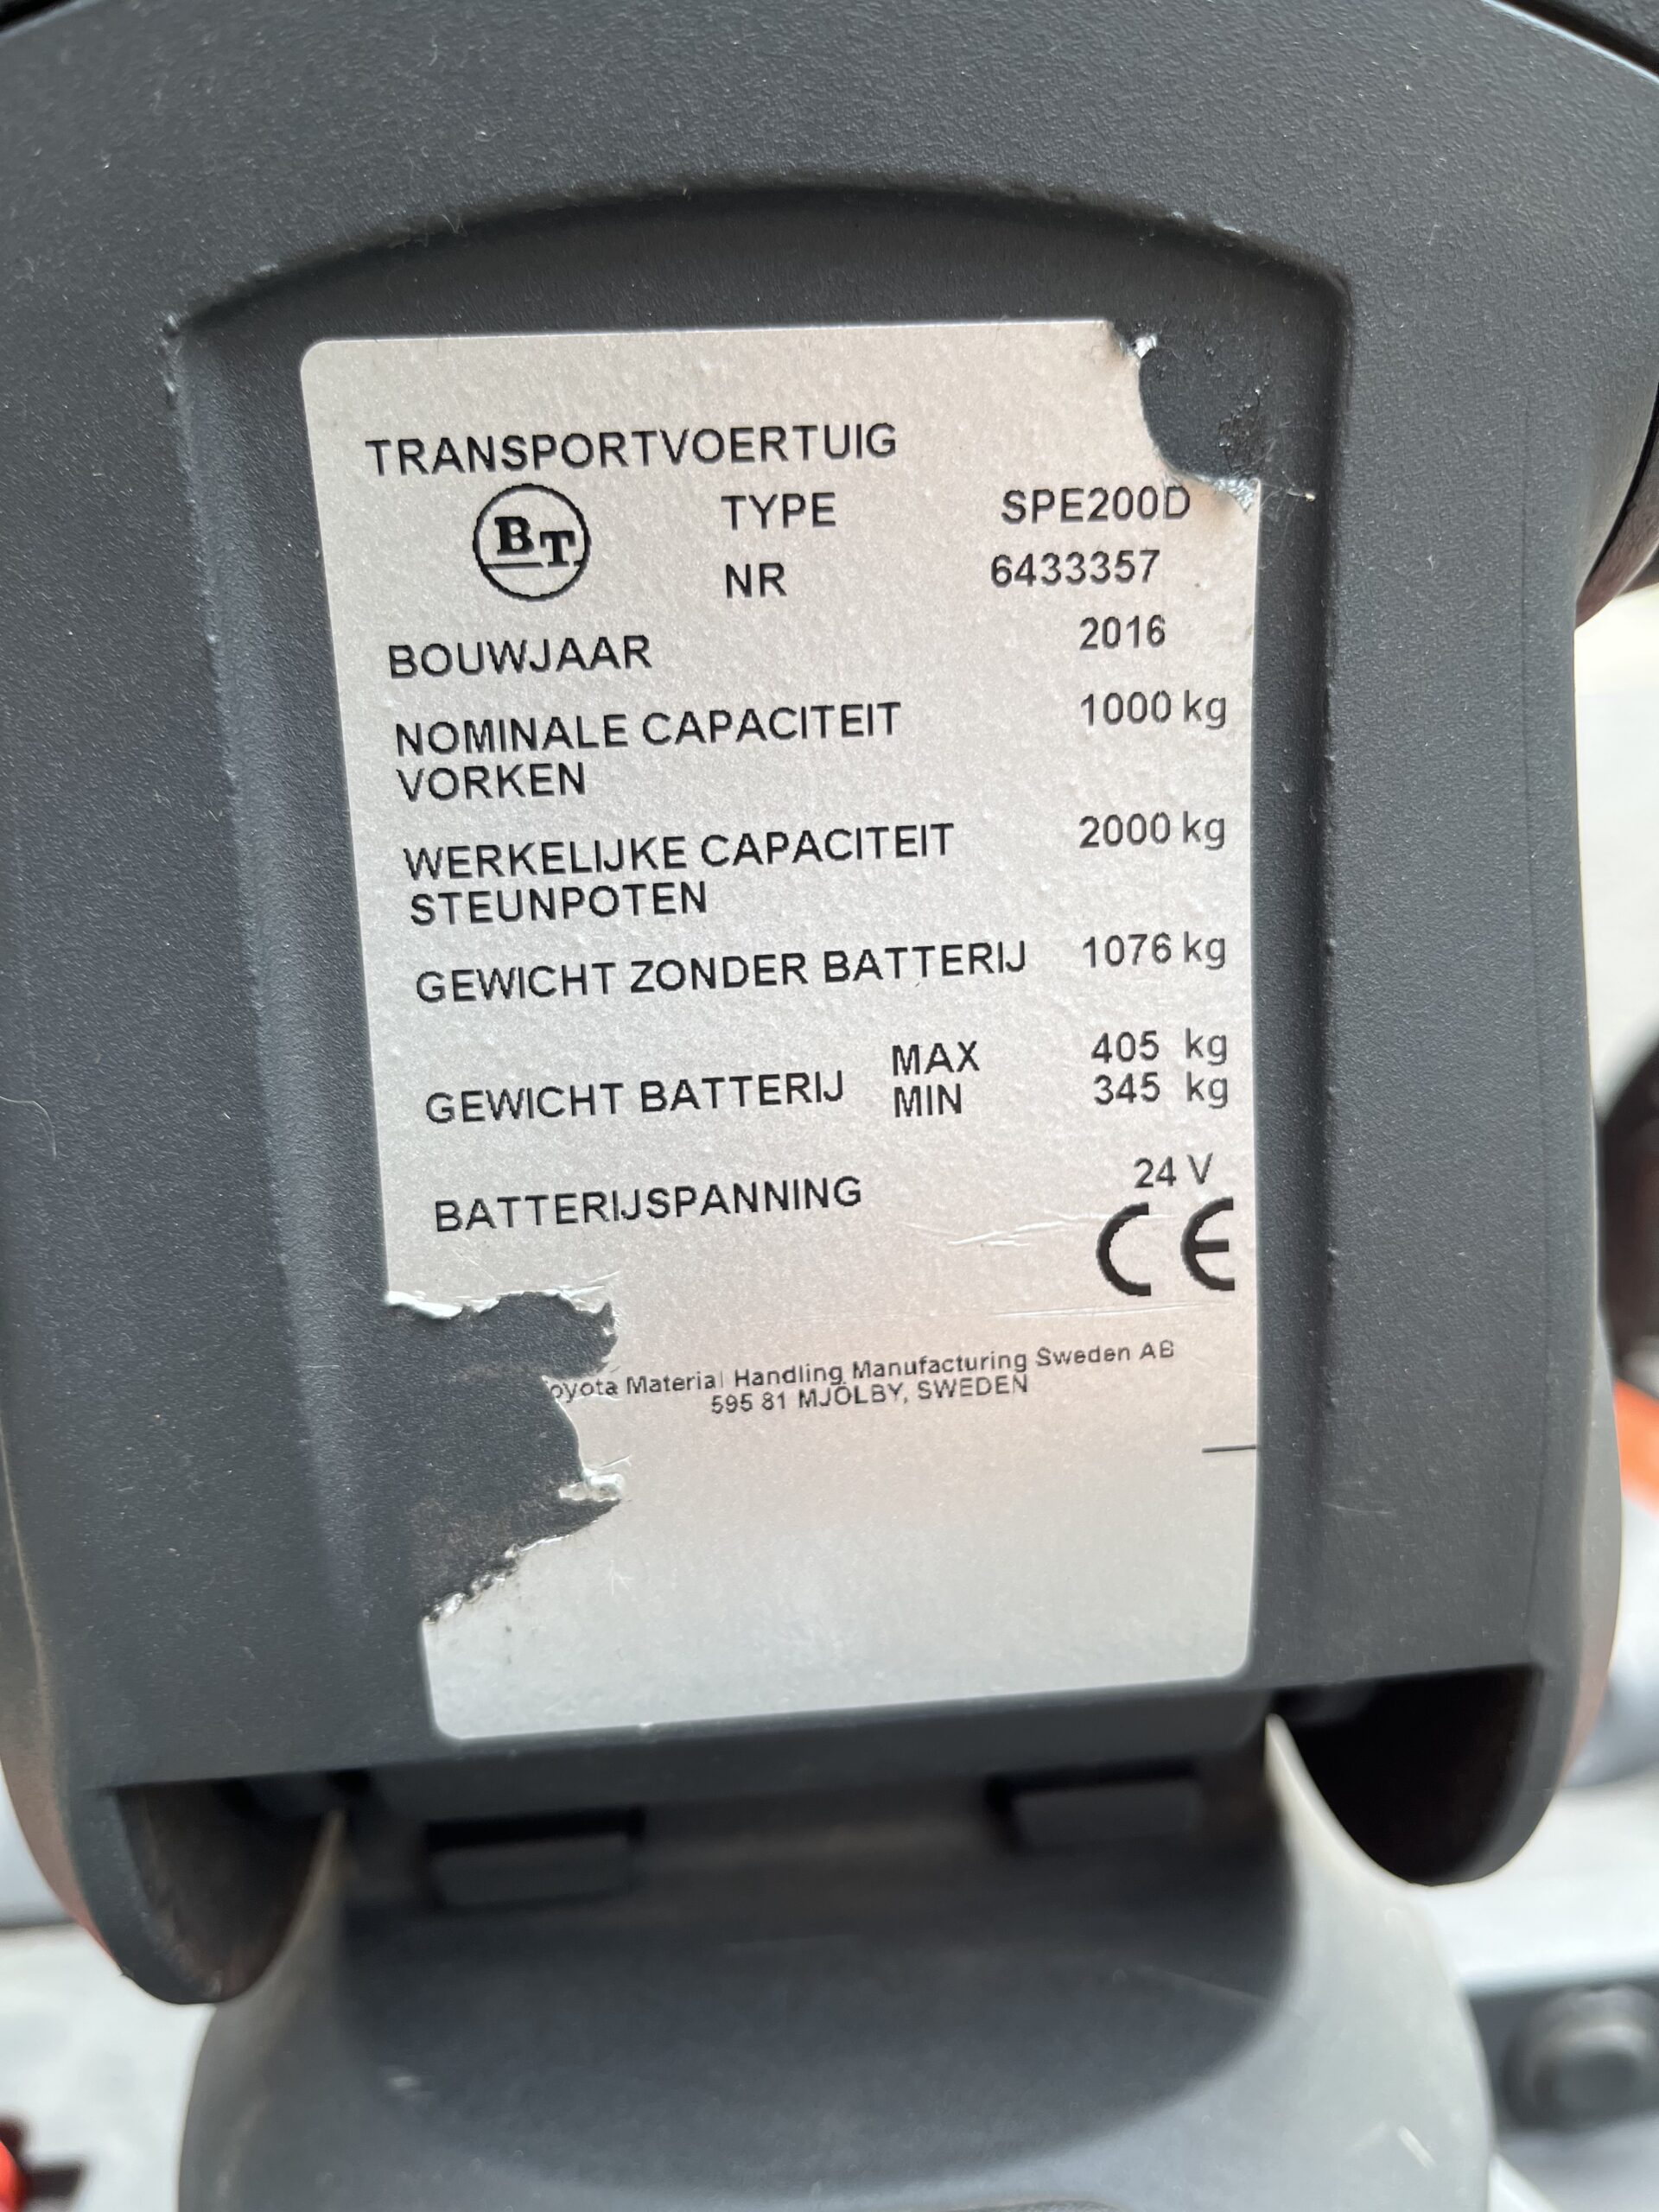 TRANSPORTVOERTUIG
BT TYPE SPE200D
NR 6433357
BOUWJAAR 2016
NOMINALE CAPACITEIT 1000 kg
VORKEN
WERKELIJKE CAPACITEIT 2000 kg
STEUNPOTEN
GEWICHT ZONDER BATTERIJ 1076 kg
GEWICHT BATTERIJ MAX 405 kg
MIN 345 kg
BATTERIJSPANNING 24 V
CE
oyota Material Handling Manufacturing Sweden AB
595 81 MJÖLBY, SWEDEN